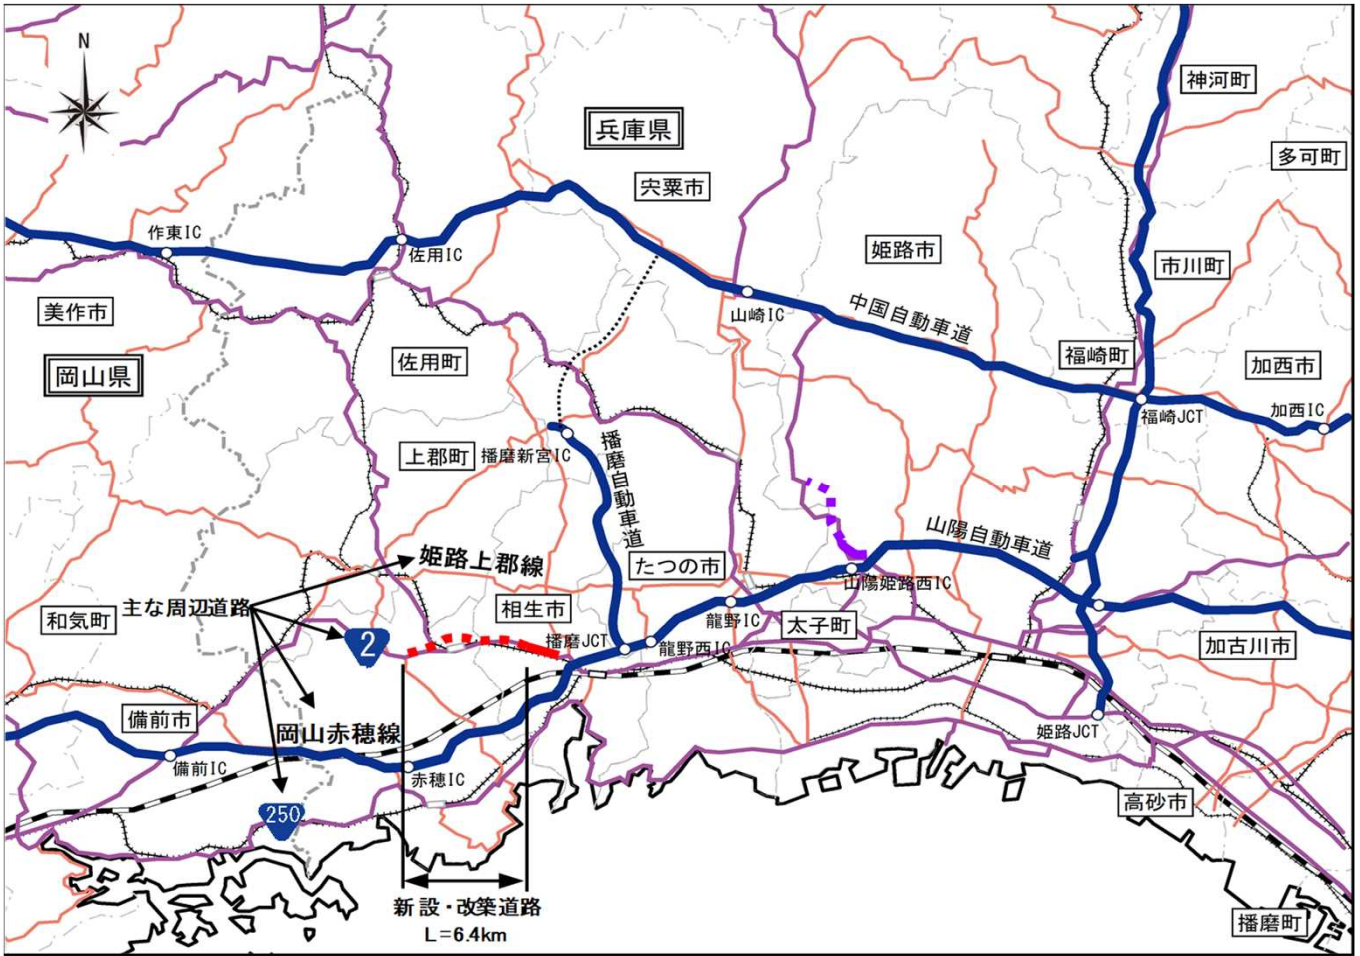 N
兵庫県
宍粟市
神河町
多可町
作東IC
佐用IC
姫路市
市川町
美作市
山崎IC
中国自動車道
岡山県
佐用町
福崎町
加西市
福崎JCT
加西IC
上郡町
播磨新宮IC
播磨自動車道
山陽自動車道
姫路上郡線
たつの市
山陽姫路西IC
和気町
主な周辺道路
相生市
龍野IC
太子町
2
播磨JCT
龍野西IC
加古川市
備前市
岡山赤穂線
姫路JCT
備前IC
赤穂IC
250
高砂市
新設・改築道路
L=6.4km
播磨町